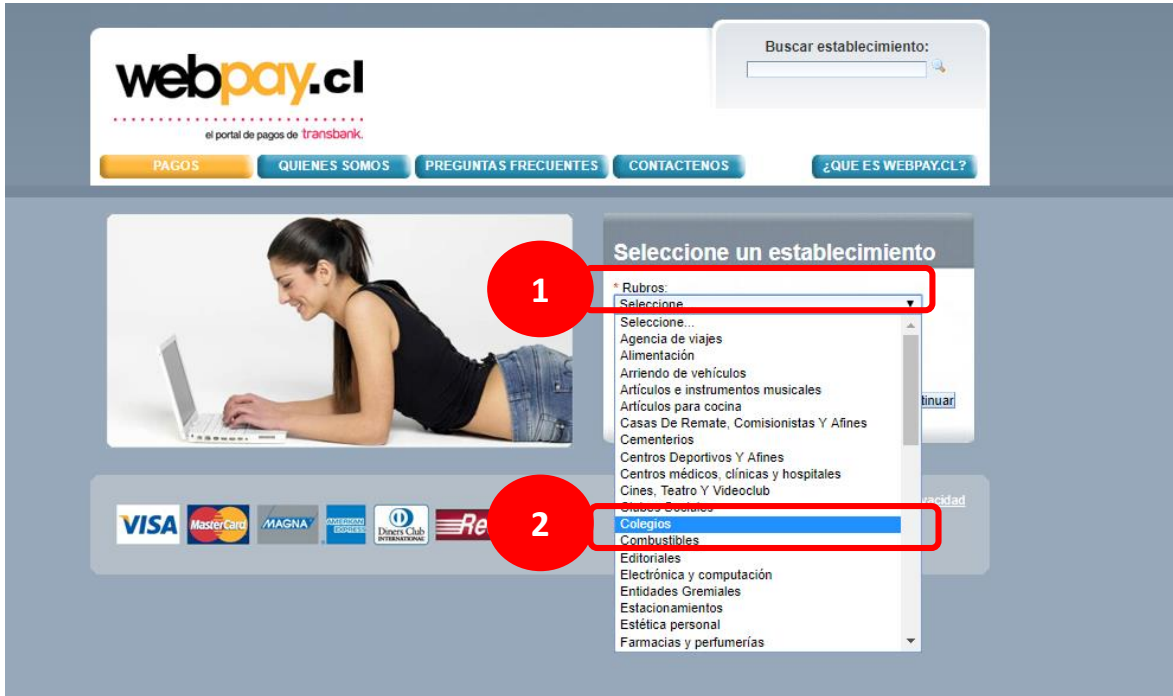 Buscar establecimiento:
webpay.cl
el portal de pagos de transbank.
PAGOS
QUIENES SOMOS
PREGUNTAS FRECUENTES
CONTACTENOS
¿QUE ES WEBPAY.CL?
Seleccione un establecimiento
1
* Rubros:
Seleccione...
Seleccione...
Agencia de viajes
Alimentación
Arriendo de vehículos
Artículos e instrumentos musicales
Artículos para cocina
Casas De Remate, Comisionistas Y Afines
Cementerios
Centros Deportivos Y Afines
Centros médicos, clínicas y hospitales
Cines, Teatro Y Videoclub
Clubes Sociales
2
Colegios
Combustibles
Editoriales
Electrónica y computación
Entidades Gremiales
Estacionamientos
Estética personal
Farmacias y perfumerías
tinuar
vacidad
VISA
MasterCard
MAGNA
AMERICAN EXPRESS
Diners Club
INTERNATIONAL
Re